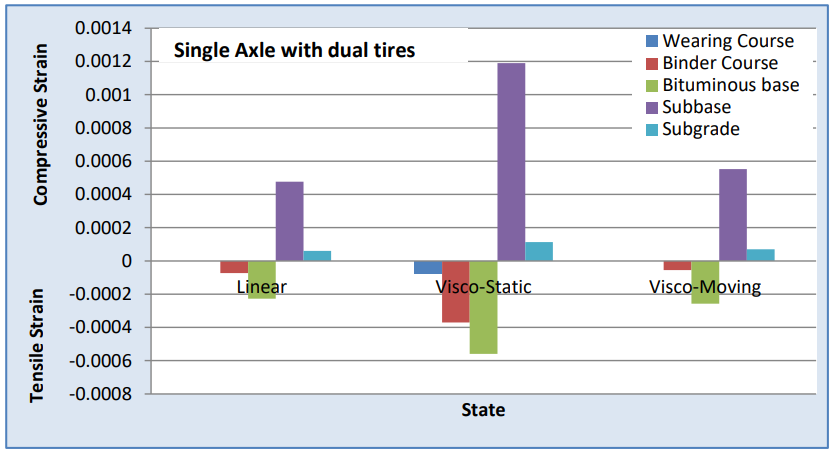 Single Axle with dual tires
Wearing Course
Binder Course
Bituminous base
Subbase
Subgrade
Compressive Strain
Tensile Strain
0.0014
0.0012
0.001
0.0008
0.0006
0.0004
0.0002
0
-0.0002
-0.0004
-0.0006
-0.0008
Linear
Visco-Static
Visco-Moving
State